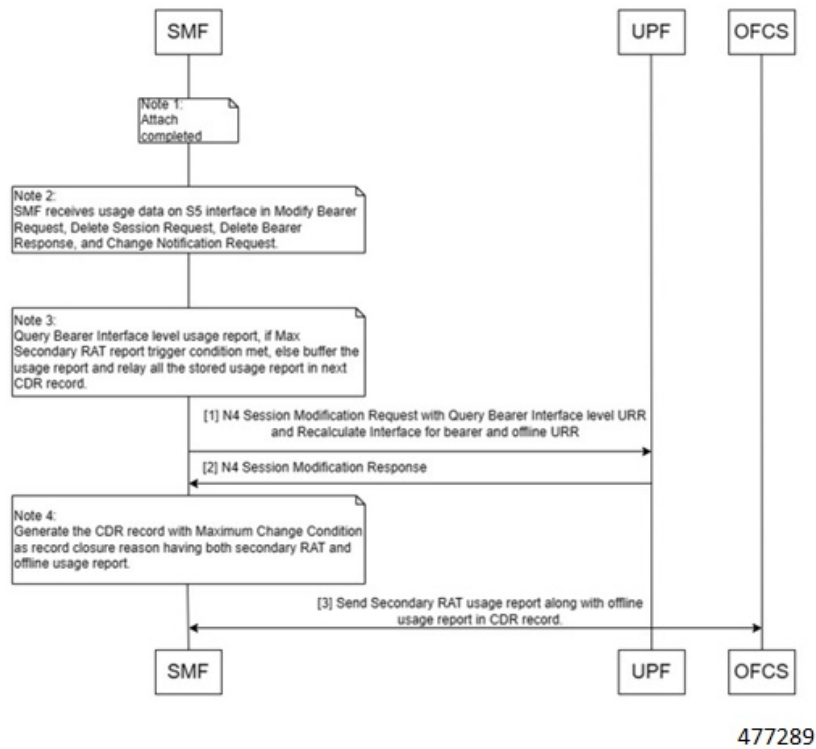 SMF
UPF
OFCS
Note 1:
Attach
completed
Note 2:
SMF receives usage data on S5 interface in Modify Bearer
Request, Delete Session Request, Delete Bearer
Response, and Change Notification Request.
Note 3:
Query Bearer Interface level usage report, if Max
Secondary RAT report trigger condition met, else buffer the
usage report and relay all the stored usage report in next
CDR record.
[1] N4 Session Modification Request with Query Bearer Interface level URR
and Recalculate Interface for bearer and offline URR
[2] N4 Session Modification Response
Note 4:
Generate the CDR record with Maximum Change Condition
as record closure reason having both secondary RAT and
offline usage report.
[3] Send Secondary RAT usage report along with offline
usage report in CDR record.
SMF
UPF
OFCS
477289